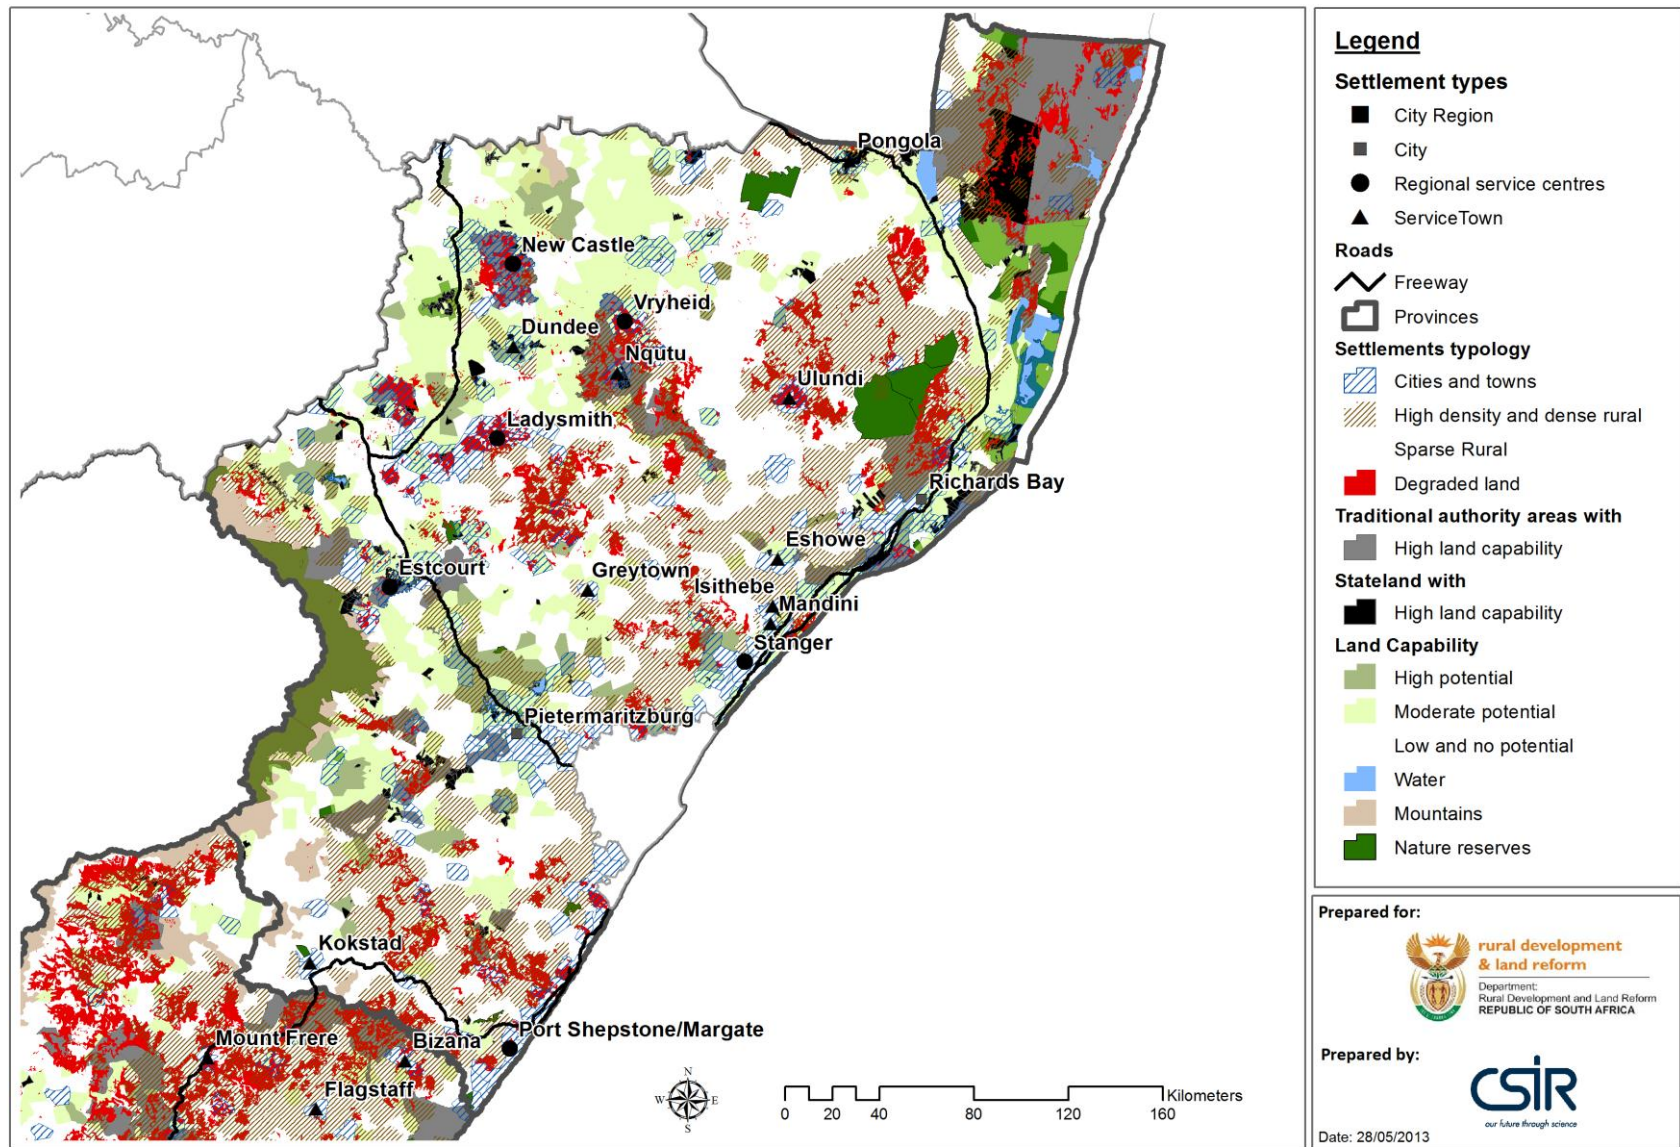 Pongola
New Castle
Vryheid
Dundee
Nqutu
Ulundi
Ladysmith
Richards Bay
Eshowe
Estcourt
Greytown
Isithebe
Mandini
Stanger
Pietermaritzburg
Kokstad
Port Shepstone/Margate
Mount Frere
Bizana
Flagstaff
N
W E
S
0 20 40 80 120 160
Kilometers
Legend
Settlement types
City Region
City
Regional service centres
ServiceTown
Roads
Freeway
Provinces
Settlements typology
Cities and towns
High density and dense rural
Sparse Rural
Degraded land
Traditional authority areas with
High land capability
Stateland with
High land capability
Land Capability
High potential
Moderate potential
Low and no potential
Water
Mountains
Nature reserves
Prepared for:
rural development
& land reform
Department:
Rural Development and Land Reform
REPUBLIC OF SOUTH AFRICA
Prepared by:
CSIR
our future through science
Date: 28/05/2013